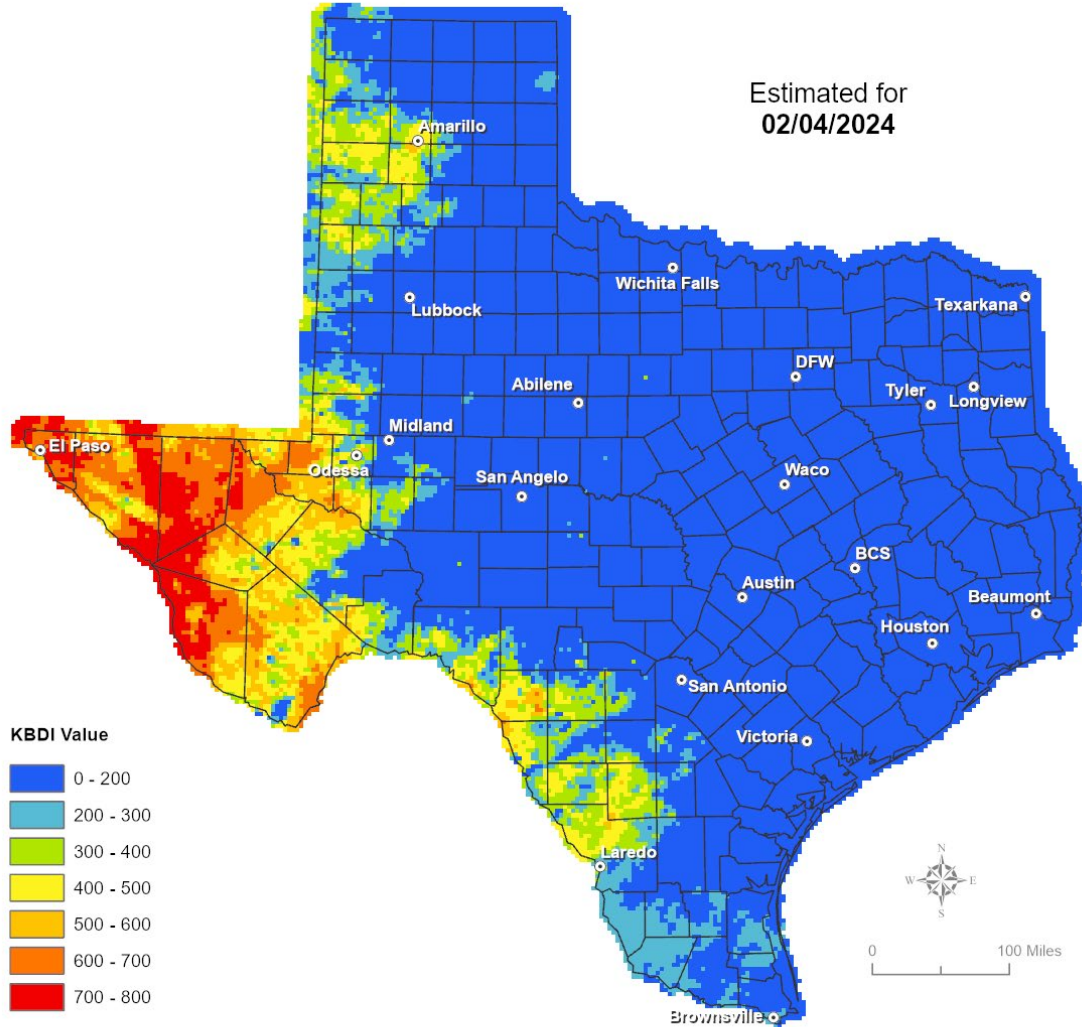 Estimated for
02/04/2024
Amarillo
Wichita Falls
Texarkana
Lubbock
DFW
Abilene
Tyler
Longview
Midland
El Paso
Odessa
San Angelo
Waco
BCS
Austin
Beaumont
Houston
San Antonio
Victoria
Laredo
Brownsville
KBDI Value
0 - 200
200 - 300
300 - 400
400 - 500
500 - 600
600 - 700
700 - 800
N
W E
S
0 100 Miles